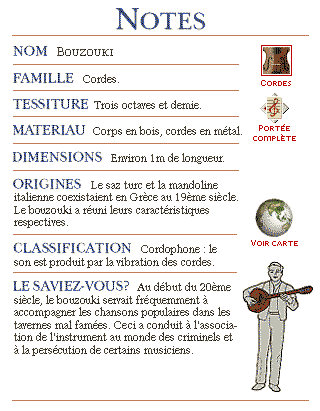 NOTES
NOM Bouzouki
FAMILLE Cordes.
Cordes
TESSITURE Trois octaves et demie.
MATERIAU Corps en bois, cordes en métal.
Portée
complète
DIMENSIONS Environ 1m de longueur.
ORIGINES Le saz turc et la mandoline
italienne coexistaient en Grèce au 19ème siècle.
Le bouzouki a réuni leurs caractéristiques
respectives.
Voir carte
CLASSIFICATION Cordophone : le
son est produit par la vibration des cordes.
LE SAVIEZ-VOUS? Au début du 20ème
siècle, le bouzouki servait fréquemment à
accompagner les chansons populaires dans les
tavernes mal famées. Ceci a conduit à l'associa-
tion de l'instrument au monde des criminels et
à la persécution de certains musiciens.